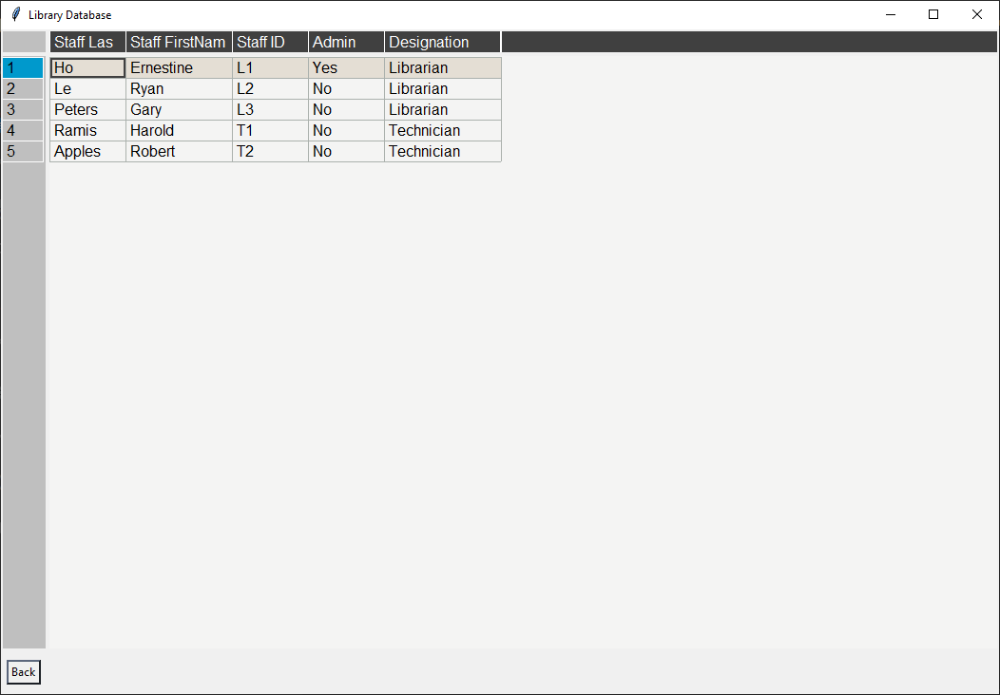 Library Database
Staff Las Staff FirstNam Staff ID Admin Designation
1 Ho Ernestine L1 Yes Librarian
2 Le Ryan L2 No Librarian
3 Peters Gary L3 No Librarian
4 Ramis Harold T1 No Technician
5 Apples Robert T2 No Technician
Back